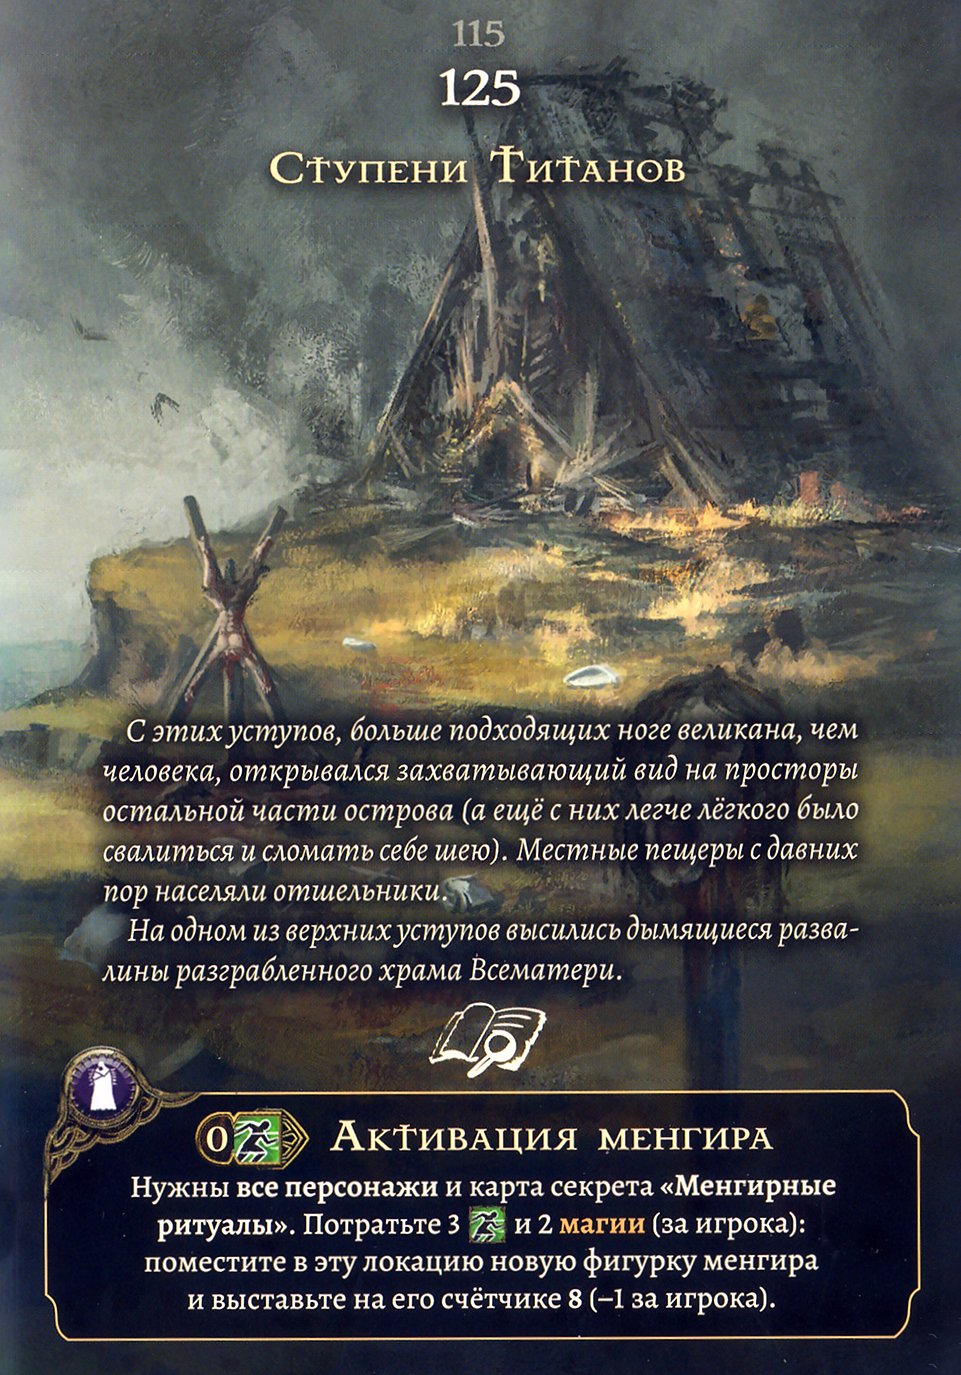 115
125
Ступени Титанов
С этих уступов, больше подходящих ноге великана, чем
человека, открывался захватывающий вид на просторы
остальной части острова (а ещё с них легче лёгкого было
свалиться и сломать себе шею). Местные пещеры с давних
пор населяли отшельники.
На одном из верхних уступов высились дымящиеся разва-
лины разграбленного храма Всематери.
0 Активация менгира
Нужны все персонажи и карта секрета «Менгирные
ритуалы». Потратьте 3 и 2 магии (за игрока):
поместите в эту локацию новую фигурку менгира
и выставьте на его счётчике 8 (–1 за игрока).